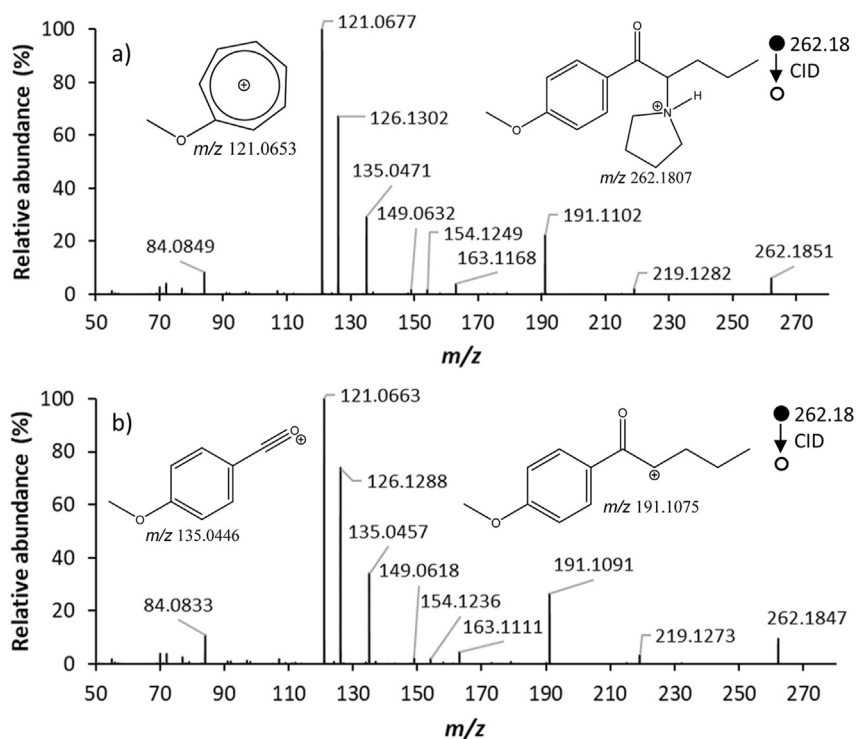 a)
Relative abundance (%)
100
80
60
40
20
0
121.0677
126.1302
135.0471
149.0632
154.1249
163.1168
84.0849
191.1102
219.1282
262.1851
⊕
O
m/z 121.0653
O
O
⊕
N
H
m/z 262.1807
262.18
CID
50 70 90 110 130 150 170 190 210 230 250 270
m/z
b)
Relative abundance (%)
100
80
60
40
20
0
121.0663
126.1288
135.0457
149.0618
154.1236
163.1111
84.0833
191.1091
219.1273
262.1847
O
⊕
O
m/z 135.0446
O
⊕
O
m/z 191.1075
262.18
CID
50 70 90 110 130 150 170 190 210 230 250 270
m/z